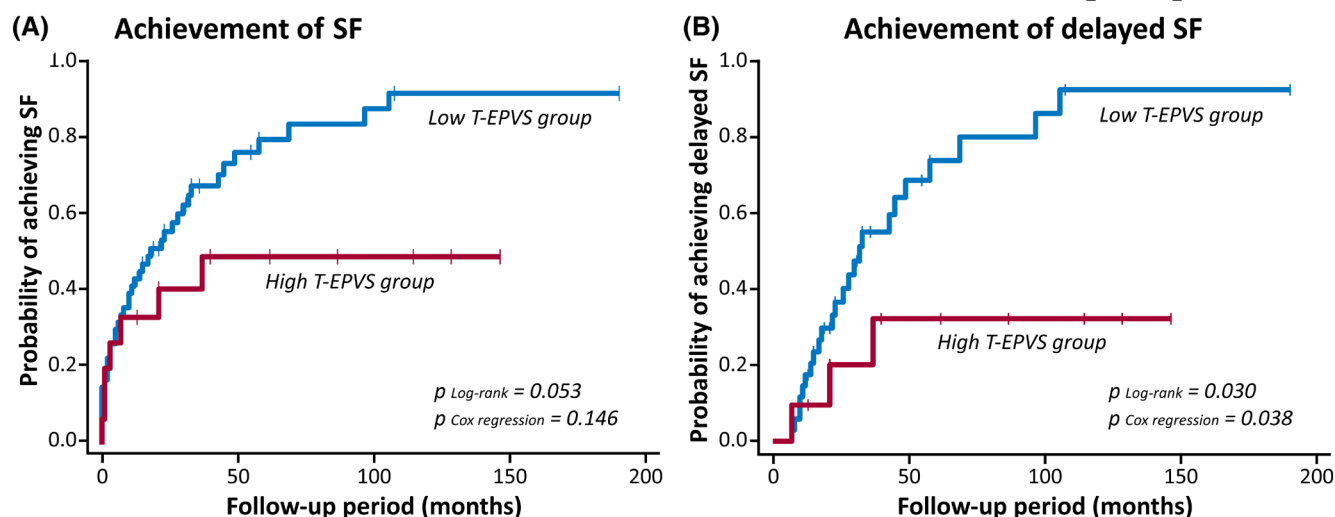 (A) Achievement of SF
Probability of achieving SF
1.0
0.8
0.6
0.4
0.2
0.0
Low T-EPVS group
High T-EPVS group
p Log-rank = 0.053
p Cox regression = 0.146
0 50 100 150 200
Follow-up period (months)
(B) Achievement of delayed SF
Probability of achieving delayed SF
1.0
0.8
0.6
0.4
0.2
0.0
Low T-EPVS group
High T-EPVS group
p Log-rank = 0.030
p Cox regression = 0.038
0 50 100 150 200
Follow-up period (months)